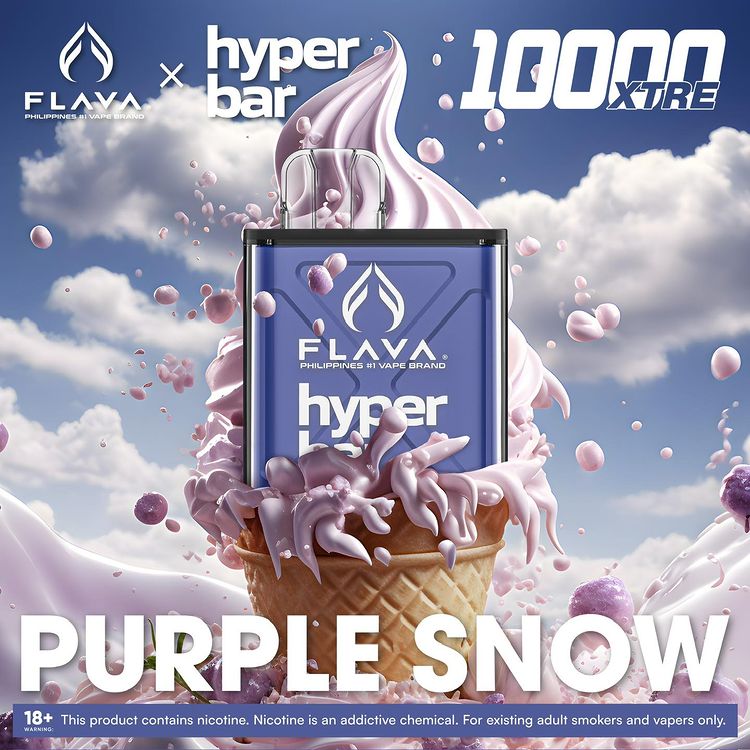 FLAVA
PHILIPPINES #1 VAPE BRAND
×
hyper
bar
10000
XTRE
FLAVA®
PHILIPPINES #1 VAPE BRAND
hyper
bar
PURPLE SNOW
18+
WARNING:
This product contains nicotine. Nicotine is an addictive chemical. For existing adult smokers and vapers only.